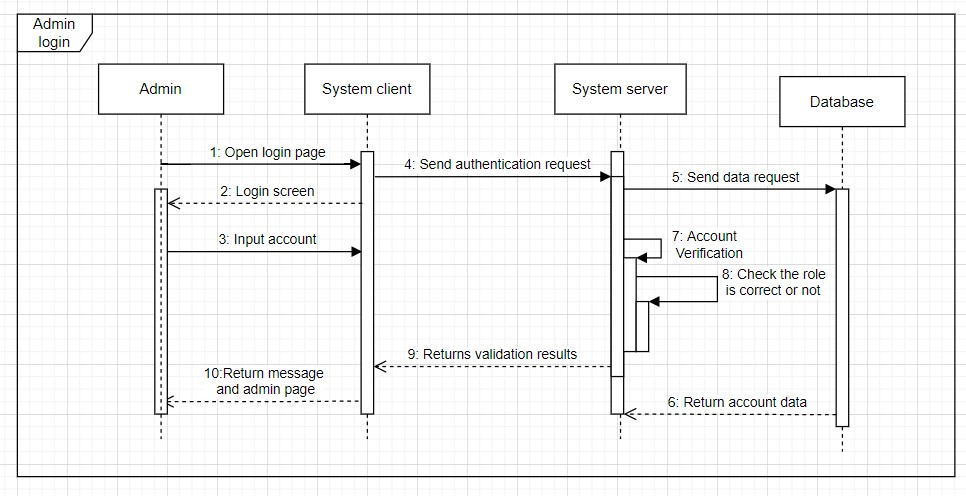 Admin
login
Admin
System client
System server
Database
1: Open login page
4: Send authentication request
5: Send data request
2: Login screen
3: Input account
7: Account
Verification
8: Check the role
is correct or not
9: Returns validation results
10:Return message
and admin page
6: Return account data